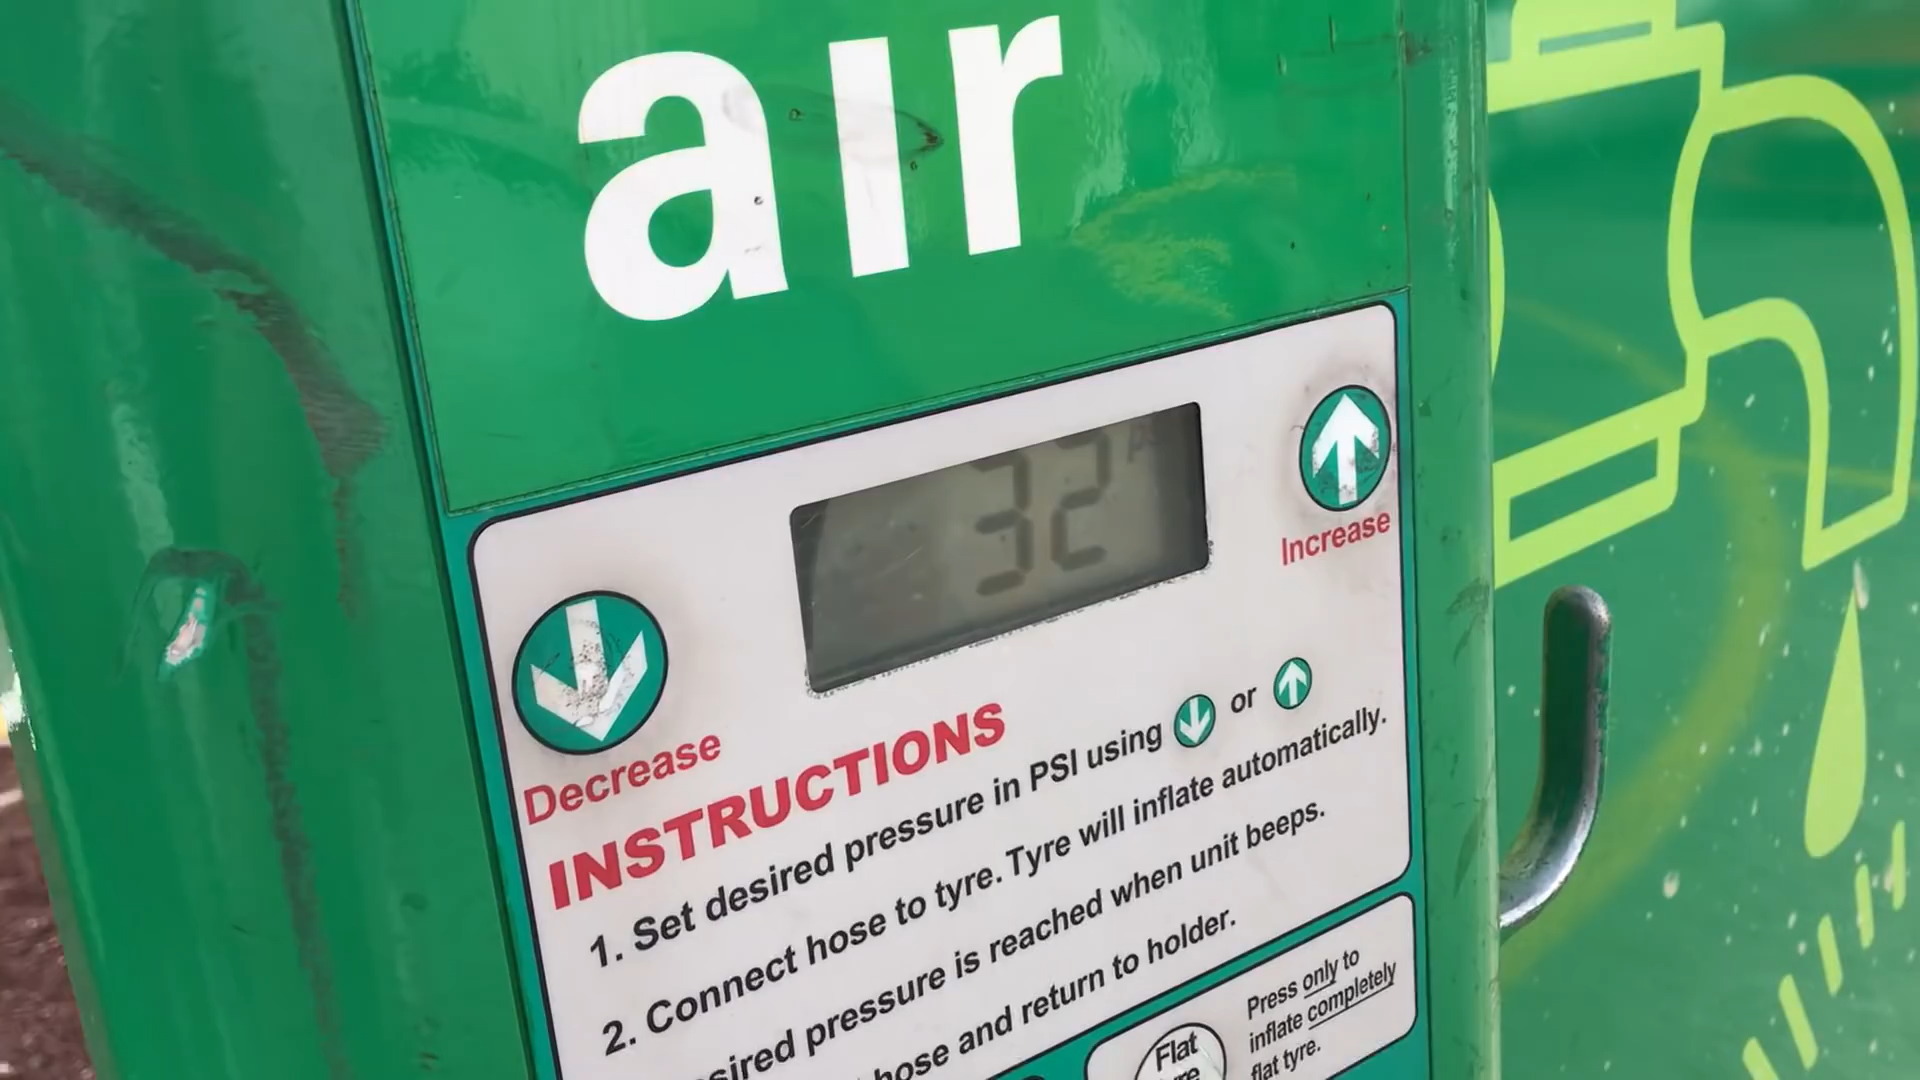 air
32
Increase
Decrease
INSTRUCTIONS
1. Set desired pressure in PSI using or
2. Connect hose to tyre. Tyre will inflate automatically.
pressure is reached when unit beeps.
hose and return to holder.
Press only to
inflate completely
flat tyre.
Flat